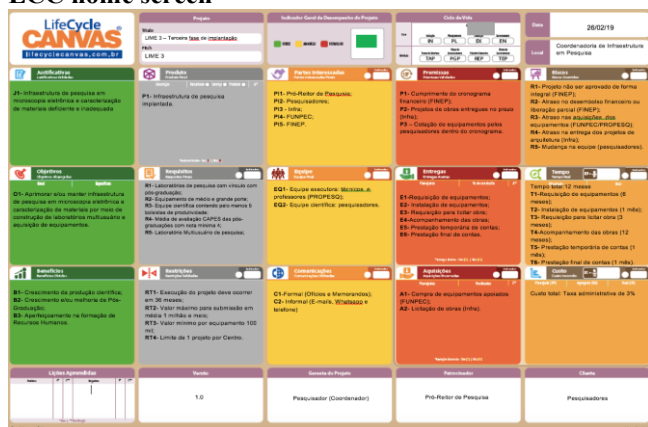 LCC home screen
LifeCycle
CANVAS
lifecyclecanvas.com.br
Projeto
LIME 3 – Terceira fase de implantação
LIME 3
Indicador Geral de Desempenho do Projeto
Ciclo de Vida
IN
PL
EN
TAP
PGP
REP
TEP
Data
26/02/19
Local
Coordenadoria de Infraestrutura
em Pesquisa
Justificativas
J1- Infraestrutura de pesquisa em
microscopia eletrônica e caracterização
de materiais deficiente e inadequada
Produto
P1- Infraestrutura de pesquisa
implantada.
Partes Interessadas
PI1- Pró-Reitor de Pesquisa;
PI2- Pesquisadores;
PI3 - Infra;
PI4- FUNPEC;
PI5- FINEP.
Premissas
P1- Cumprimento do cronograma
financeiro (FINEP);
P2- Projetos de obras entregues no prazo
(Infra);
P3 – Cotação de equipamentos pelos
pesquisadores dentro do cronograma.
Riscos
R1- Projeto não ser aprovado de forma
integral (FINEP);
R2- Atraso no desembolso financeiro ou
liberação parcial (FINEP);
R3- Atraso nas aquisições dos
equipamentos (FUNPEC/PROPESQ);
R4- Atraso na entrega dos projetos de
arquitetura (Infra);
R5- Mudança na equipe (pesquisadores).
Objetivos
O1- Aprimorar e/ou manter infraestrutura
de pesquisa em microscopia eletrônica e
caracterização de materiais por meio de
construção de laboratórios multiusuário e
aquisição de equipamentos.
Requisitos
R1- Laboratórios de pesquisa com vínculo com
pós-graduação;
R2- Equipamento de médio e grande porte;
R3- Equipe científica contendo pelo menos 5
bolsistas de produtividade;
R4- Média de avaliação CAPES das pós-
graduações com nota mínima 4;
R5- Laboratório Multiusuário de pesquisa;
Equipe
EQ1- Equipe executora: técnicos e
professores (PROPESQ);
EQ2- Equipe científica: pesquisadores.
Entregas
E1-Requisição de equipamentos;
E2- Instalação de equipamentos;
E3- Requisição para licitar obra;
E4-Acompanhamento das obras;
E5- Prestação temporária de contas;
E6- Prestação final de contas.
Tempo
Tempo total: 12 meses
T1-Requisição de equipamentos (6
meses);
T2- Instalação de equipamentos (1 mês);
T3- Requisição para licitar obra (3
meses);
T4-Acompanhamento das obras (12
meses);
T5- Prestação temporária de contas (1
mês);
T6- Prestação final de contas (1 mês).
Benefícios
B1- Crescimento da produção científica;
B2- Crescimento e/ou melhoria de Pós-
Graduação;
B3- Aperfeiçoamento na formação de
Recursos Humanos.
Restrições
RT1- Execução do projeto deve ocorrer
em 36 meses;
RT2- Valor máximo para submissão em
média 1 milhão e meio;
RT3- Valor mínimo por equipamento 100
mil;
RT4- Limite de 1 projeto por Centro.
Comunicações
C1-Formal (Ofícios e Memorandos);
C2- Informal (E-mails, Whatsapp e
telefone)
Aquisições
A1- Compra de equipamentos apoiados
(FUNPEC);
A2- Licitação de obras (Infra);
Custo
Custo total: Taxa administrativa de 3%
Lições Aprendidas
Versão
1.0
Gerente do Projeto
Pesquisador (Coordenador)
Patrocinador
Pró-Reitor de Pesquisa
Cliente
Pesquisadores